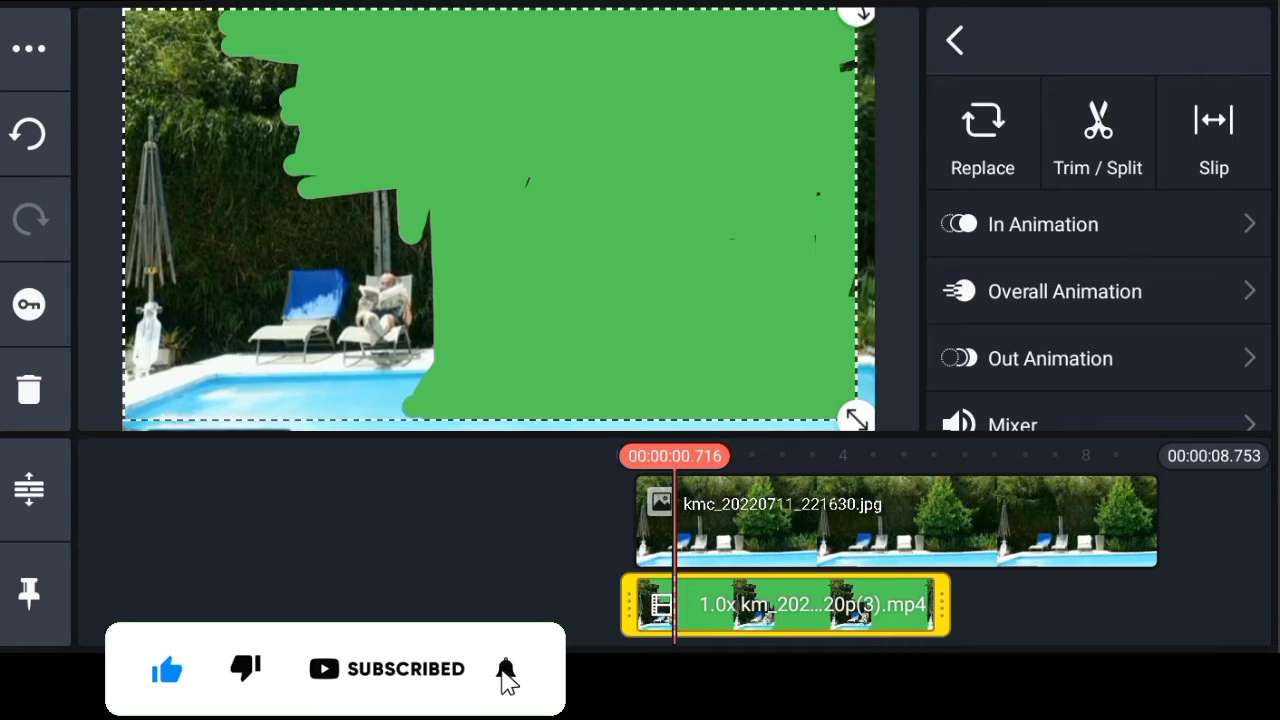 Replace
Trim / Split
Slip
In Animation
Overall Animation
Out Animation
Mixer
00:00:00.716
4
8
00:00:08.753
kmc_20220711_221630.jpg
1.0x km_202...20p(3).mp4
SUBSCRIBED